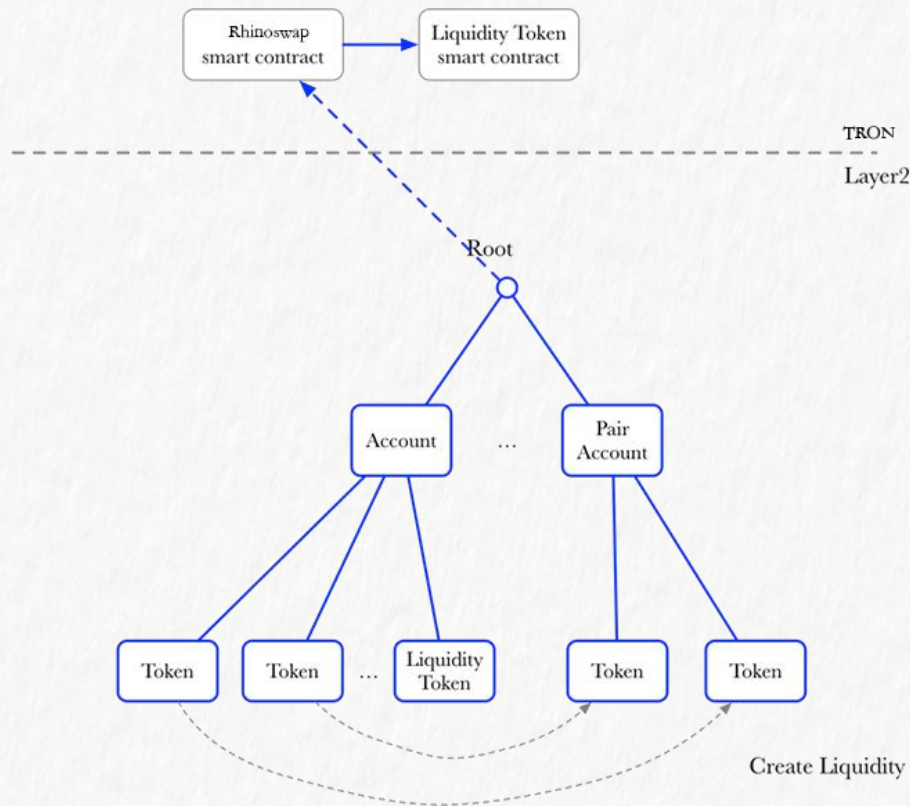 Rhinoswap
smart contract
Liquidity Token
smart contract
TRON
Layer2
Root
Account
...
Pair
Account
Token
Token
...
Liquidity
Token
Token
Token
Create Liquidity